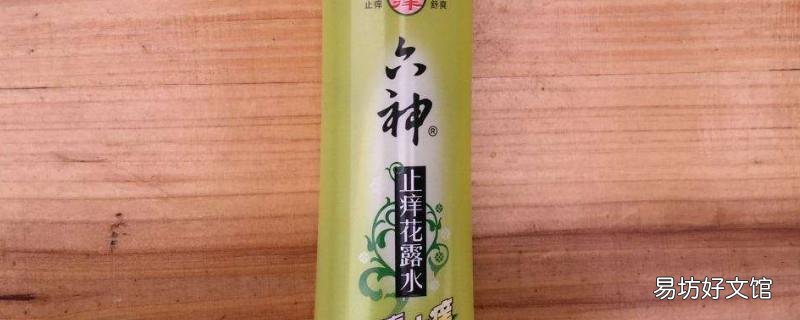 止痒 舒爽
六神®
止痒花露水
易坊好文馆